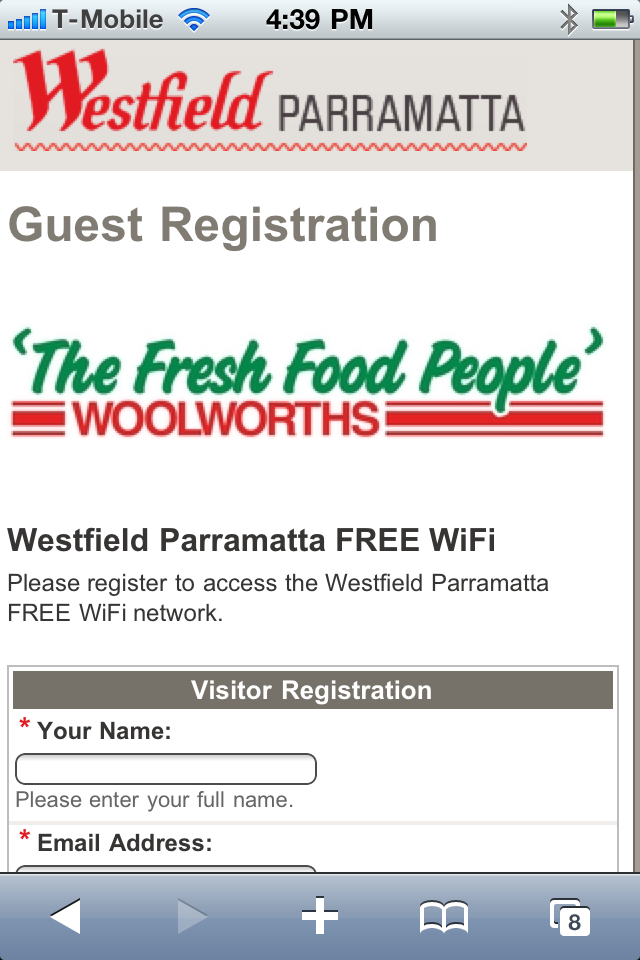 T-Mobile 4:39 PM
Westfield PARRAMATTA
Guest Registration
‘The Fresh Food People’
WOOLWORTHS
Westfield Parramatta FREE WiFi
Please register to access the Westfield Parramatta
FREE WiFi network.
Visitor Registration
* Your Name:
Please enter your full name.
* Email Address:
8